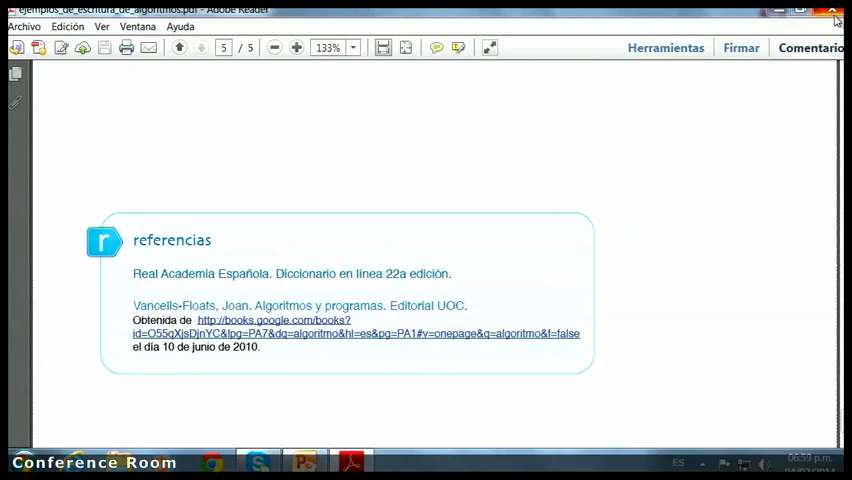 ejemplos_de_escritura_de_algoritmos.pdf - Adobe Reader
Archivo Edición Ver Ventana Ayuda
5 / 5 133% Herramientas Firmar Comentario
r referencias
Real Academia Española. Diccionario en línea 22a edición.
Vancells-Floats, Joan. Algoritmos y programas. Editorial UOC.
Obtenida de http://books.google.com/books?
id=O55qXjsDjnYC&lpg=PA7&dq=algoritmo&hl=es&pg=PA1#v=onepage&q=algoritmo&f=false
el día 10 de junio de 2010.
ES 06:59 p.m.
Conference Room